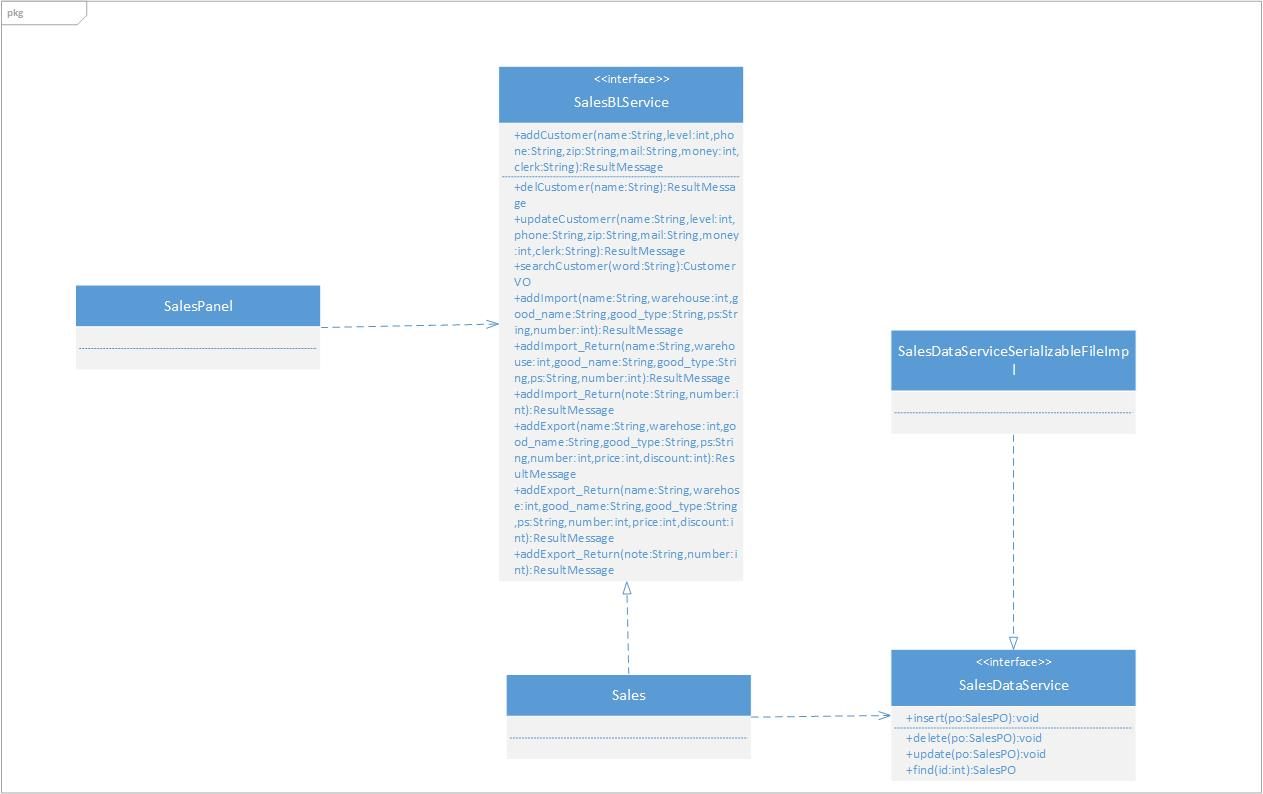 pkg
<<interface>>
SalesBLService
+addCustomer(name:String,level:int,pho
ne:String,zip:String,mail:String,money:int,
clerk:String):ResultMessage
+delCustomer(name:String):ResultMessa
ge
+updateCustomerr(name:String,level:int,
phone:String,zip:String,mail:String,money
:int,clerk:String):ResultMessage
+searchCustomer(word:String):Customer
VO
+addImport(name:String,warehouse:int,g
ood_name:String,good_type:String,ps:Str
ing,number:int):ResultMessage
+addImport_Return(name:String,wareho
use:int,good_name:String,good_type:Stri
ng,ps:String,number:int):ResultMessage
+addImport_Return(note:String,number:i
nt):ResultMessage
+addExport(name:String,warehose:int,go
od_name:String,good_type:String,ps:Stri
ng,number:int,price:int,discount:int):Res
ultMessage
+addExport_Return(name:String,warehos
e:int,good_name:String,good_type:String
,ps:String,number:int,price:int,discount:i
nt):ResultMessage
+addExport_Return(note:String,number:i
nt):ResultMessage
SalesPanel
SalesDataServiceSerializableFileImp
l
Sales
<<interface>>
SalesDataService
+insert(po:SalesPO):void
+delete(po:SalesPO):void
+update(po:SalesPO):void
+find(id:int):SalesPO